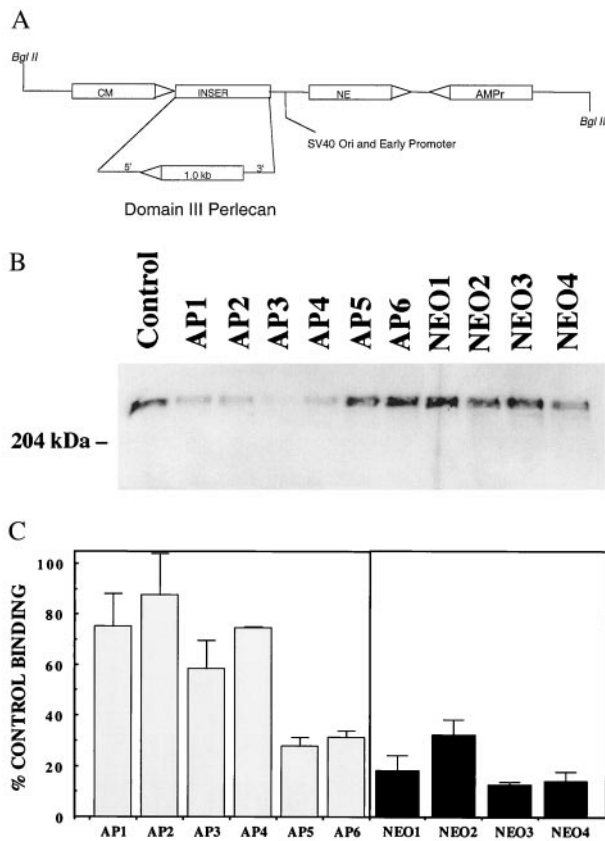 A
Bgl II
CM
INSER
NE
AMPr
Bgl II
SV40 Ori and Early Promoter
5'
1.0 kb
3'
Domain III Perlecan
B
Control
AP1
AP2
AP3
AP4
AP5
AP6
NEO1
NEO2
NEO3
NEO4
204 kDa –
C
% CONTROL BINDING
100
80
60
40
20
0
AP1 AP2 AP3 AP4 AP5 AP6 NEO1 NEO2 NEO3 NEO4